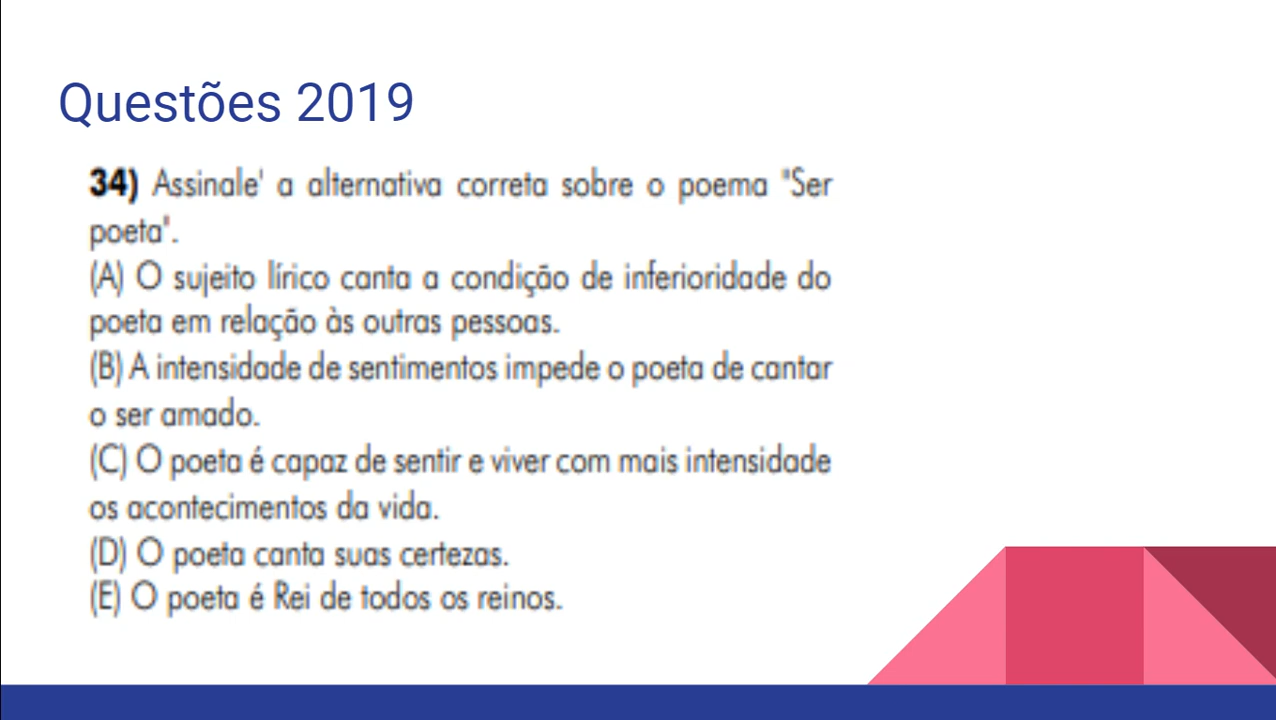 Questões 2019
34) Assinale' a alternativa correta sobre o poema "Ser
poeta".
(A) O sujeito lírico canta a condição de inferioridade do
poeta em relação às outras pessoas.
(B) A intensidade de sentimentos impede o poeta de cantar
o ser amado.
(C) O poeta é capaz de sentir e viver com mais intensidade
os acontecimentos da vida.
(D) O poeta canta suas certezas.
(E) O poeta é Rei de todos os reinos.